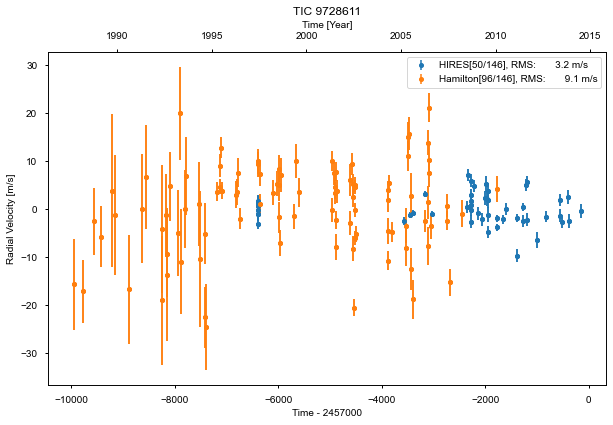 TIC 9728611
Time [Year]
1990 1995 2000 2005 2010 2015
HIRES[50/146], RMS: 3.2 m/s
Hamilton[96/146], RMS: 9.1 m/s
Radial Velocity [m/s]
30
20
10
0
−10
−20
−30
−10000 −8000 −6000 −4000 −2000 0
Time - 2457000